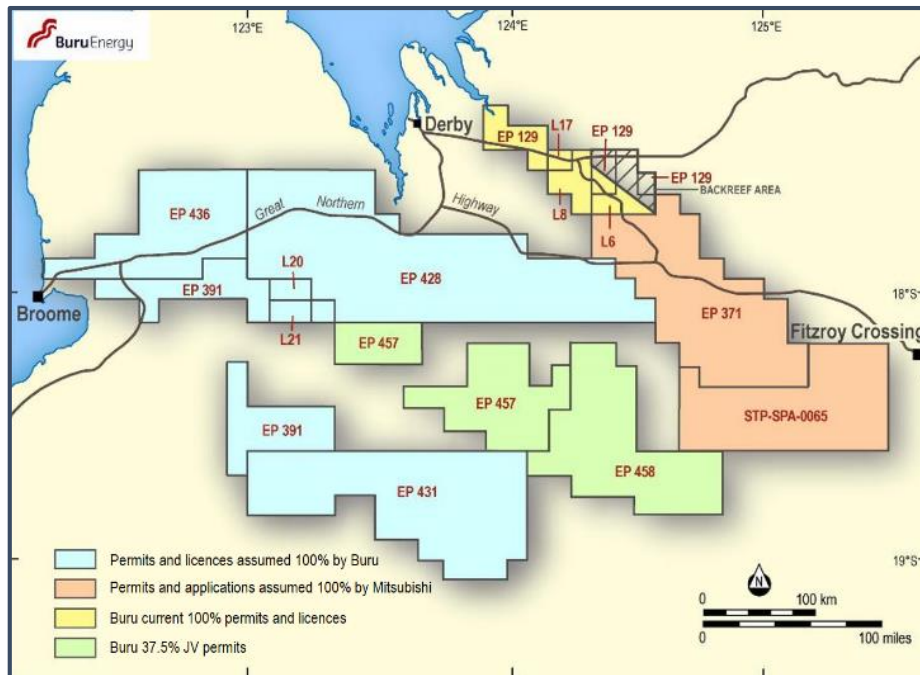 BuruEnergy
123°E
124°E
125°E
Derby
EP 129
L17
EP 129
EP 129
BACKREEF AREA
L8
L6
EP 436
Great Northern Highway
EP 428
L20
EP 391
L21
Broome
18°S
EP 371
Fitzroy Crossing
EP 457
EP 457
STP-SPA-0065
EP 391
EP 458
EP 431
19°S
Permits and licences assumed 100% by Buru
Permits and applications assumed 100% by Mitsubishi
Buru current 100% permits and licences
Buru 37.5% JV permits
N
0 100 km
0 100 miles